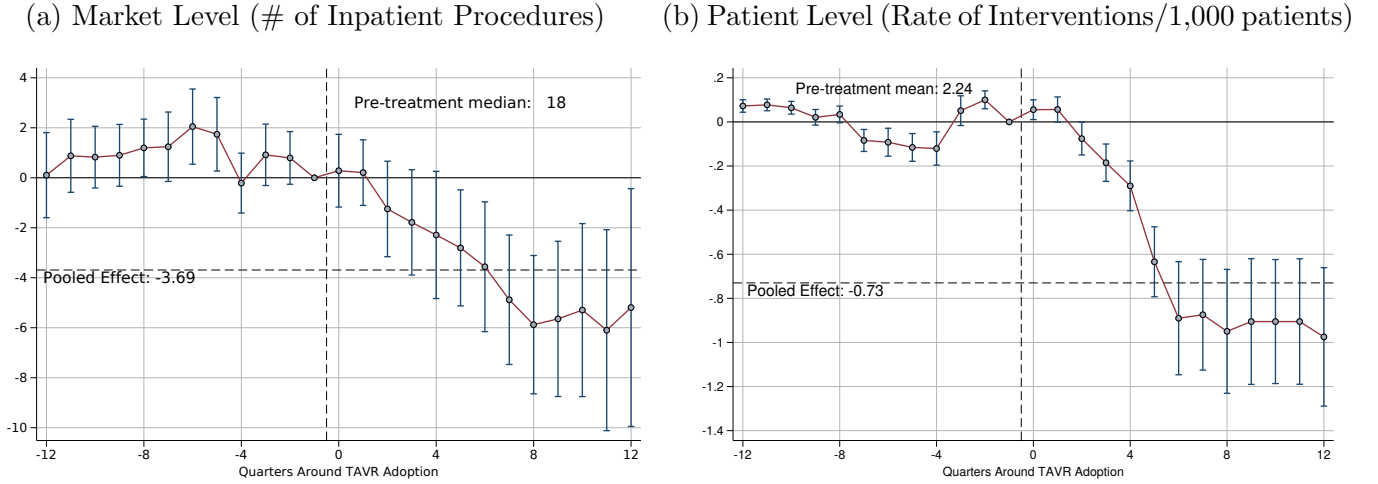 (a) Market Level (# of Inpatient Procedures)
4
2
0
-2
-4
-6
-8
-10
Pre-treatment median: 18
Pooled Effect: -3.69
-12 -8 -4 0 4 8 12
Quarters Around TAVR Adoption
(b) Patient Level (Rate of Interventions/1,000 patients)
.2
0
-.2
-.4
-.6
-.8
-1
-1.2
-1.4
Pre-treatment mean: 2.24
Pooled Effect: -0.73
-12 -8 -4 0 4 8 12
Quarters Around TAVR Adoption